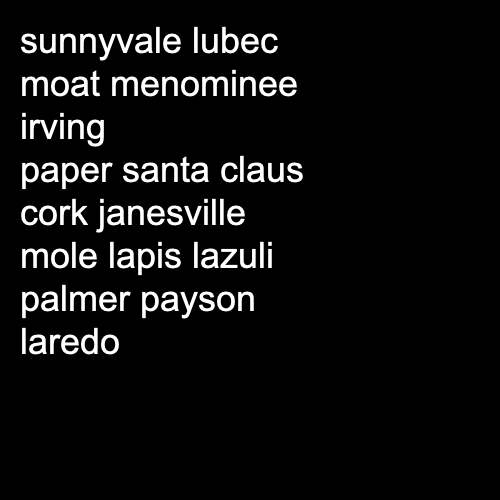 sunnyvale lubec
moat menominee
irving
paper santa claus
cork janesville
mole lapis lazuli
palmer payson
laredo